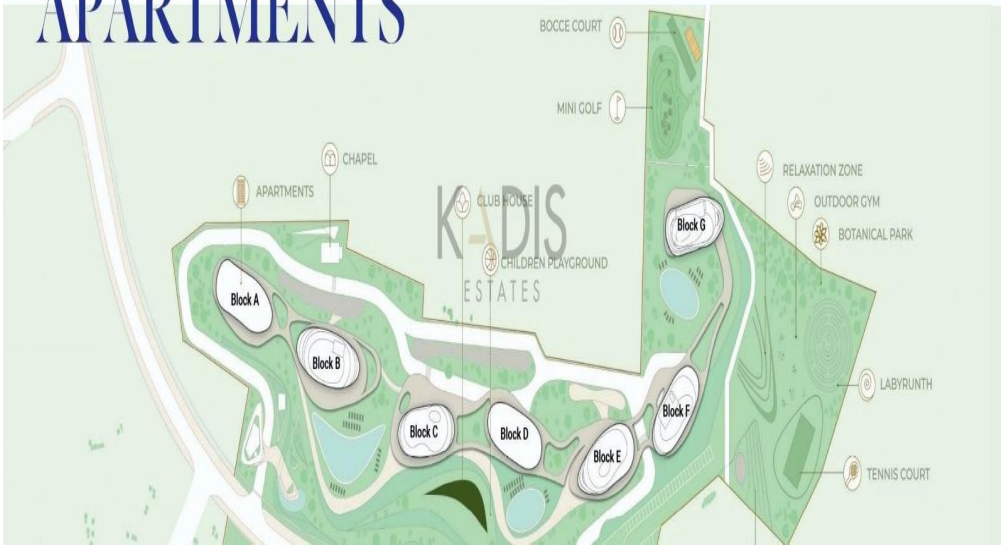 APARTMENTS
BOCCE COURT
MINI GOLF
CHAPEL
APARTMENTS
CLUB HOUSE
KADIS
ESTATES
CHILDREN PLAYGROUND
RELAXATION ZONE
OUTDOOR GYM
BOTANICAL PARK
LABYRUNTH
TENNIS COURT
Block A
Block B
Block C
Block D
Block E
Block F
Block G